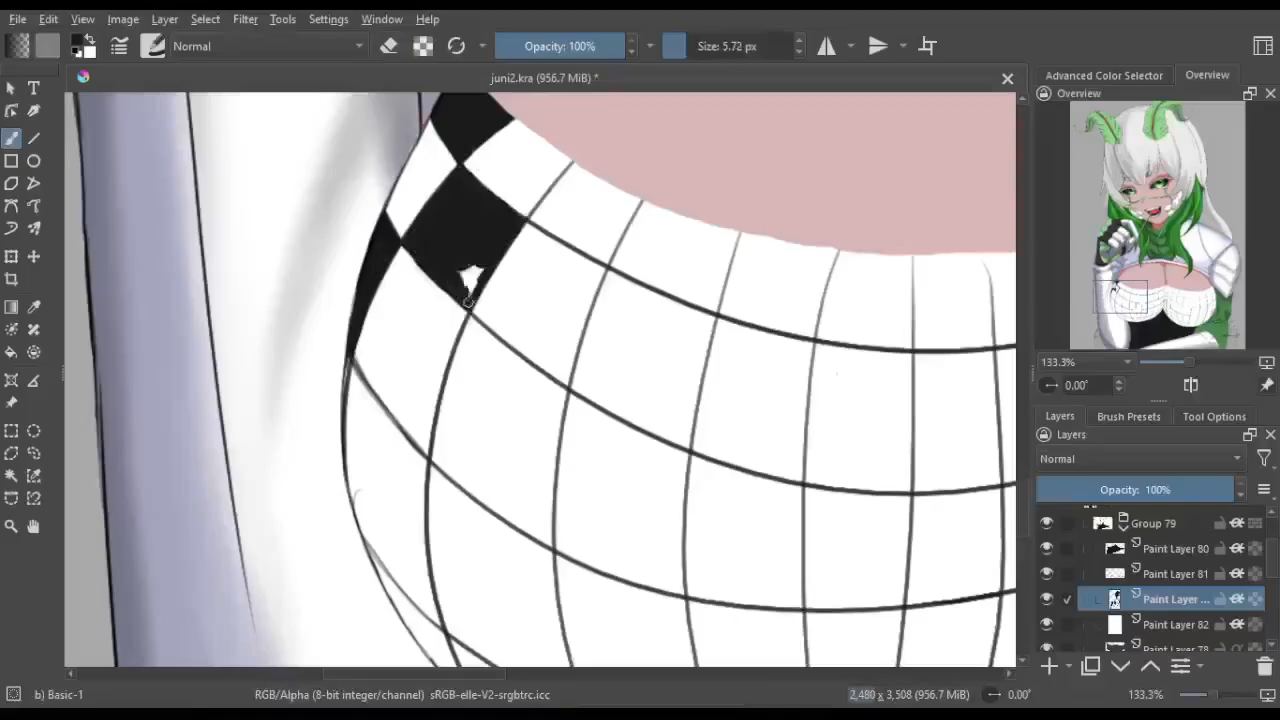 File Edit View Image Layer Select Filter Tools Settings Window Help
Normal Opacity: 100% Size: 5.72 px
juni2.kra (956.7 MiB) *
Advanced Color Selector Overview
Overview
133.3%
0.00°
Layers Brush Presets Tool Options
Layers
Normal
Opacity: 100%
Group 79
Paint Layer 80
Paint Layer 81
Paint Layer ...
Paint Layer 82
Paint Layer 78
b) Basic-1 RGB/Alpha (8-bit integer/channel) sRGB-elle-V2-srgbtrc.icc 2,480 x 3,508 (956.7 MiB) 0.00° 133.3%